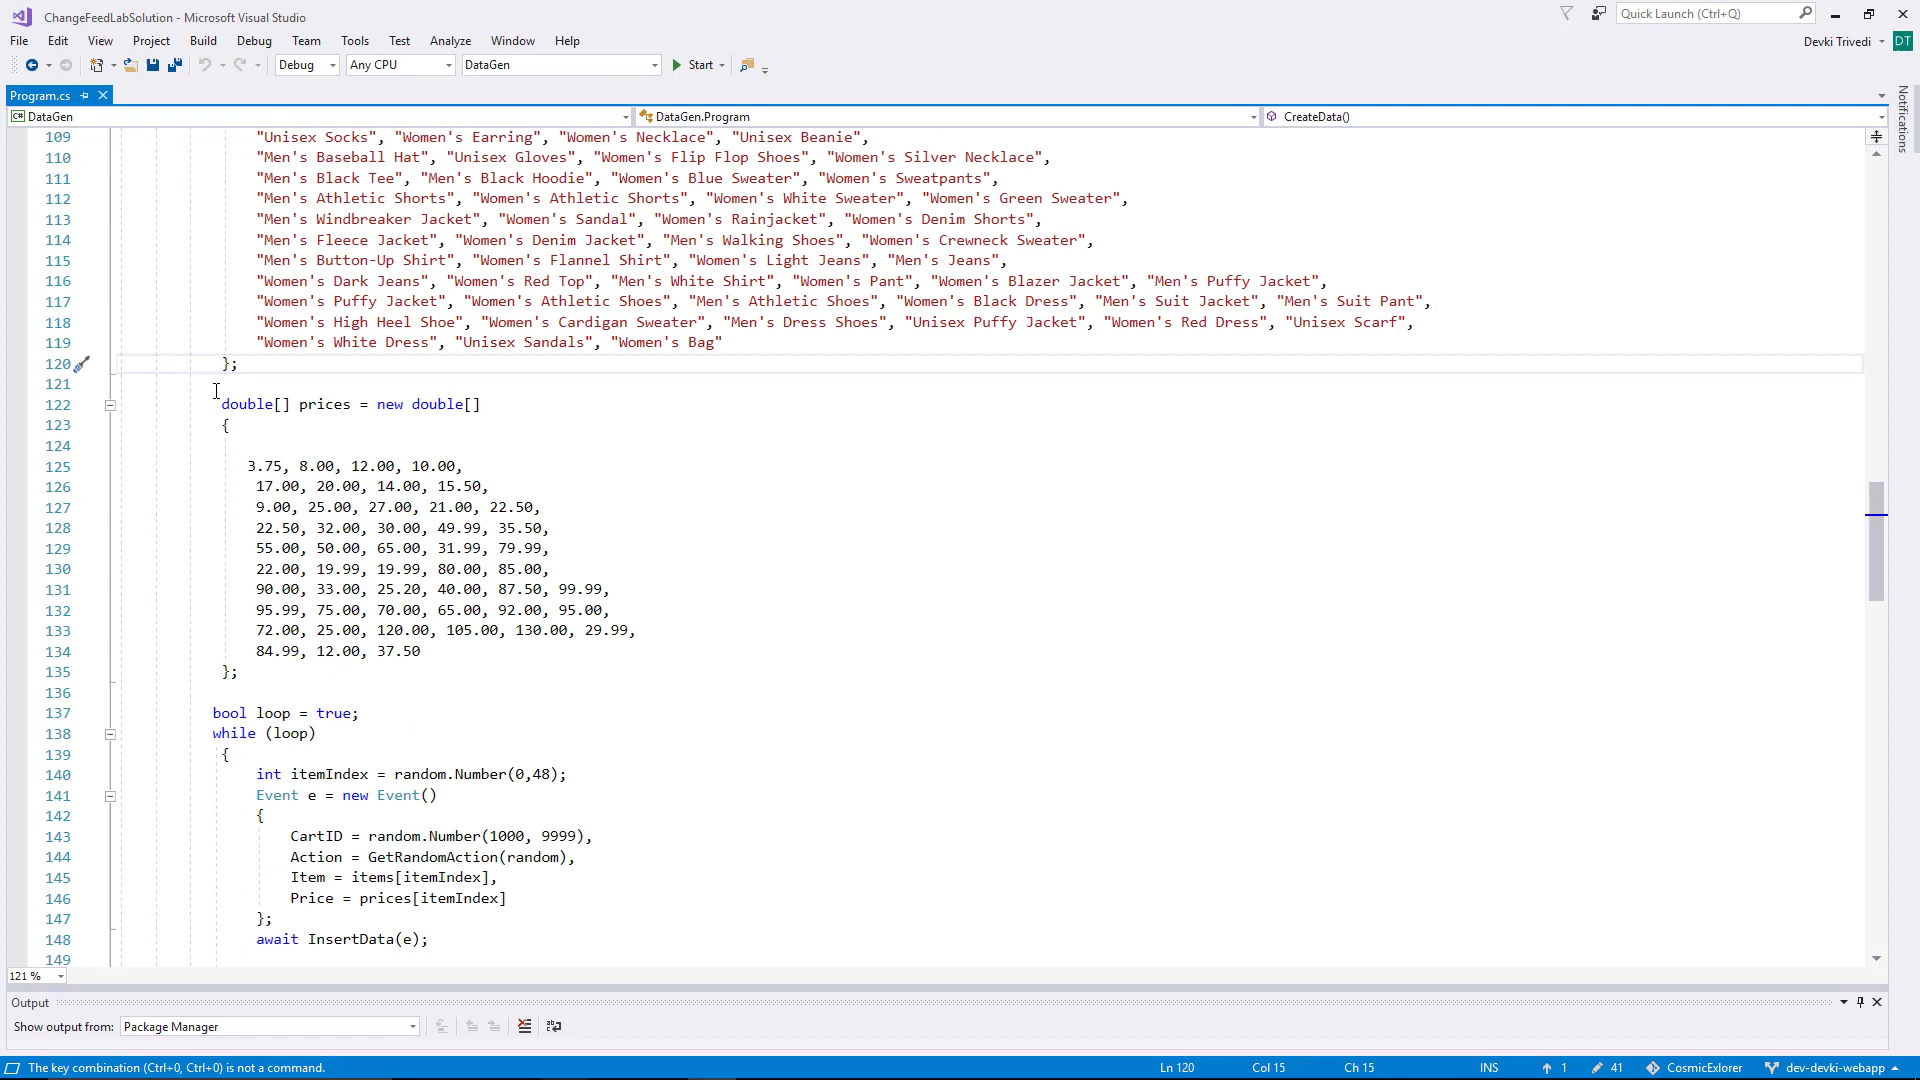 ChangeFeedLabSolution - Microsoft Visual Studio
Quick Launch (Ctrl+Q)
File Edit View Project Build Debug Team Tools Test Analyze Window Help
Devki Trivedi DT
Debug Any CPU DataGen Start
Program.cs
Notifications
DataGen DataGen.Program CreateData()
109 "Unisex Socks", "Women's Earring", "Women's Necklace", "Unisex Beanie",
110 "Men's Baseball Hat", "Unisex Gloves", "Women's Flip Flop Shoes", "Women's Silver Necklace",
111 "Men's Black Tee", "Men's Black Hoodie", "Women's Blue Sweater", "Women's Sweatpants",
112 "Men's Athletic Shorts", "Women's Athletic Shorts", "Women's White Sweater", "Women's Green Sweater",
113 "Men's Windbreaker Jacket", "Women's Sandal", "Women's Rainjacket", "Women's Denim Shorts",
114 "Men's Fleece Jacket", "Women's Denim Jacket", "Men's Walking Shoes", "Women's Crewneck Sweater",
115 "Men's Button-Up Shirt", "Women's Flannel Shirt", "Women's Light Jeans", "Men's Jeans",
116 "Women's Dark Jeans", "Women's Red Top", "Men's White Shirt", "Women's Pant", "Women's Blazer Jacket", "Men's Puffy Jacket",
117 "Women's Puffy Jacket", "Women's Athletic Shoes", "Men's Athletic Shoes", "Women's Black Dress", "Men's Suit Jacket", "Men's Suit Pant",
118 "Women's High Heel Shoe", "Women's Cardigan Sweater", "Men's Dress Shoes", "Unisex Puffy Jacket", "Women's Red Dress", "Unisex Scarf",
119 "Women's White Dress", "Unisex Sandals", "Women's Bag"
120 };
121
122 double[] prices = new double[]
123 {
124
125 3.75, 8.00, 12.00, 10.00,
126 17.00, 20.00, 14.00, 15.50,
127 9.00, 25.00, 27.00, 21.00, 22.50,
128 22.50, 32.00, 30.00, 49.99, 35.50,
129 55.00, 50.00, 65.00, 31.99, 79.99,
130 22.00, 19.99, 19.99, 80.00, 85.00,
131 90.00, 33.00, 25.20, 40.00, 87.50, 99.99,
132 95.99, 75.00, 70.00, 65.00, 92.00, 95.00,
133 72.00, 25.00, 120.00, 105.00, 130.00, 29.99,
134 84.99, 12.00, 37.50
135 };
136
137 bool loop = true;
138 while (loop)
139 {
140 int itemIndex = random.Number(0,48);
141 Event e = new Event()
142 {
143 CartID = random.Number(1000, 9999),
144 Action = GetRandomAction(random),
145 Item = items[itemIndex],
146 Price = prices[itemIndex]
147 };
148 await InsertData(e);
149
121 %
Output
Show output from: Package Manager
The key combination (Ctrl+0, Ctrl+0) is not a command. Ln 120 Col 15 Ch 15 INS 1 41 CosmicExlorer dev-devki-webapp